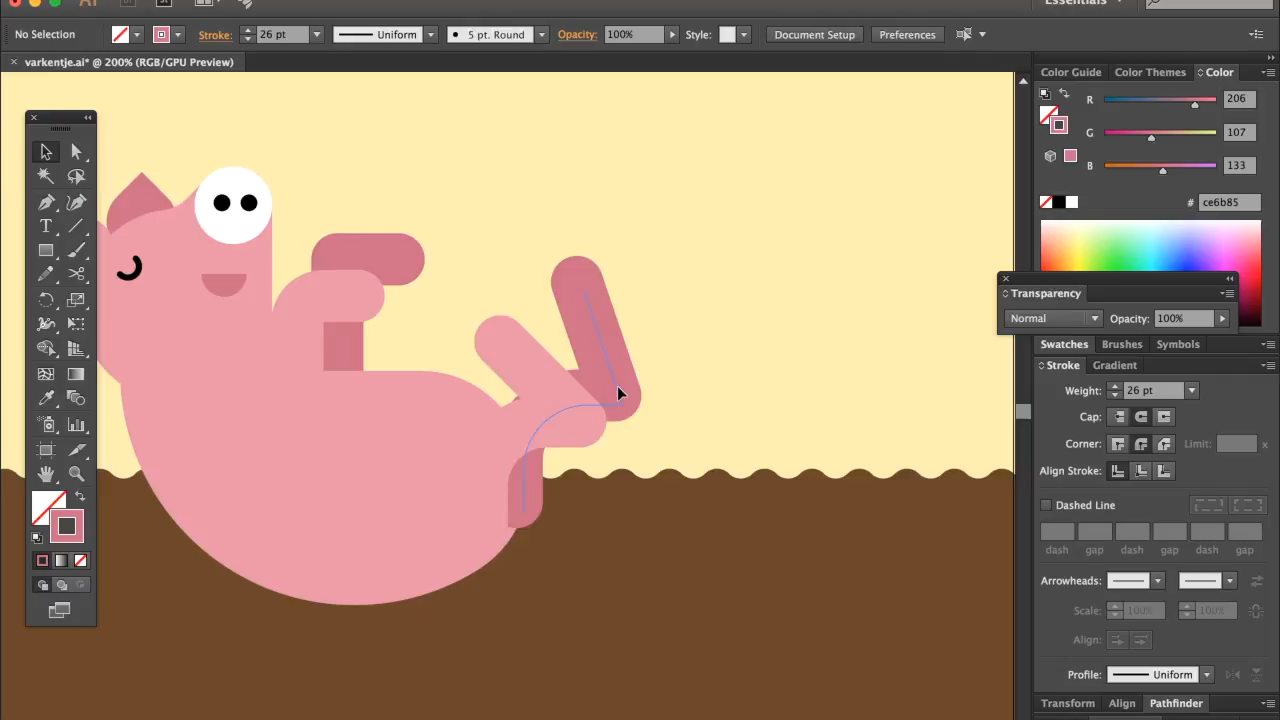 Ai Br St Essentials
No Selection Stroke: 26 pt Uniform 5 pt. Round Opacity: 100% Style: Document Setup Preferences
× varkentje.ai* @ 200% (RGB/GPU Preview)
Color Guide Color Themes Color
R 206
G 107
B 133
# ce6b85
Transparency
Normal Opacity: 100%
Swatches Brushes Symbols
Stroke Gradient
Weight: 26 pt
Cap:
Corner: Limit: x
Align Stroke:
Dashed Line
dash gap dash gap dash gap
Arrowheads:
Scale: 100% 100%
Align:
Profile: Uniform
Transform Align Pathfinder
T